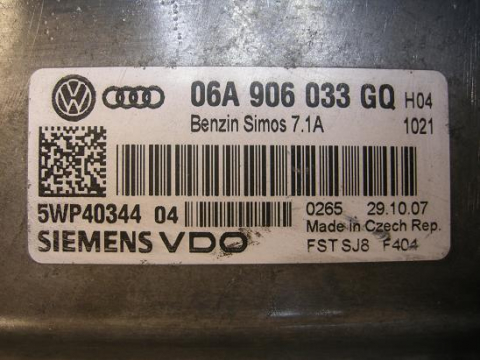 06A 906 033 GQ H04
Benzin Simos 7.1A 1021
5WP40344 04 0265 29.10.07
Made in Czech Rep.
SIEMENS VDO FST SJ8 F404